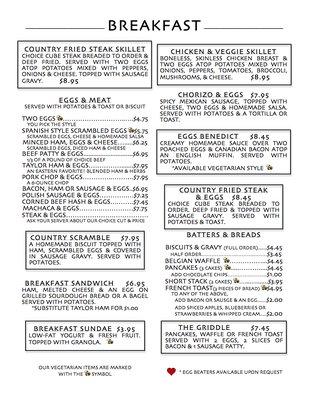 BREAKFAST
COUNTRY FRIED STEAK SKILLET
CHOICE CUBE STEAK BREADED TO ORDER &
DEEP FRIED. SERVED WITH TWO EGGS
ATOP POTATOES MIXED WITH PEPPERS,
ONIONS & CHEESE. TOPPED WITH SAUSAGE
GRAVY. $8.95
EGGS & MEAT
SERVED WITH POTATOES & TOAST OR BISCUIT
TWO EGGS $4.75
YOU PICK THE STYLE
SPANISH STYLE SCRAMBLED EGGS $5.75
SCRAMBLED EGGS, CHEESE & HOMEMADE SALSA
MINCED HAM, EGGS & CHEESE $6.25
SCRAMBLED EGGS, DICED HAM & CHEESE
BEEF PATTY & EGGS $6.95
1/3 OF A POUND OF CHOICE BEEF
TAYLOR HAM & EGGS $7.95
AN EASTERN FAVORITE! BLENDED HAM & HERBS
PORK CHOP & EGGS $7.95
A 6-OUNCE CHOP
BACON, HAM OR SAUSAGE & EGGS $6.95
POLISH SAUSAGE & EGGS $7.25
CORNED BEEF HASH & EGGS $7.45
MACHACA & EGGS $7.75
STEAK & EGGS
ASK YOUR SERVER ABOUT OUR CHOICE CUT & PRICE
COUNTRY SCRAMBLE $7.95
A HOMEMADE BISCUIT TOPPED WITH
HAM, SCRAMBLED EGGS & COVERED
IN SAUSAGE GRAVY. SERVED WITH
POTATOES.
BREAKFAST SANDWICH $6.95
HAM, MELTED CHEESE & AN EGG ON
GRILLED SOURDOUGH BREAD OR A BAGEL
SERVED WITH POTATOES.
*SUBSTITUTE TAYLOR HAM FOR $1.00
BREAKFAST SUNDAE $3.95
LOW-FAT YOGURT & FRESH FRUIT.
TOPPED WITH GRANOLA.
OUR VEGETARIAN ITEMS ARE MARKED
WITH THE SYMBOL
CHICKEN & VEGGIE SKILLET
BONELESS, SKINLESS CHICKEN BREAST &
TWO EGGS ATOP POTATOES MIXED WITH
ONIONS, PEPPERS, TOMATOES, BROCCOLI,
MUSHROOMS, & CHEESE. $8.95
CHORIZO & EGGS $7.95
SPICY MEXICAN SAUSAGE, TOPPED WITH
CHEESE, TWO EGGS & HOMEMADE SALSA.
SERVED WITH POTATOES & A TORTILLA OR
TOAST.
EGGS BENEDICT $8.45
CREAMY HOMEMADE SAUCE OVER TWO
POACHED EGGS & CANADIAN BACON ATOP
AN ENGLISH MUFFIN. SERVED WITH
POTATOES.
*AVAILABLE VEGETARIAN STYLE
COUNTRY FRIED STEAK
& EGGS $8.45
CHOICE CUBE STEAK BREADED TO
ORDER, DEEP FRIED & TOPPED WITH
SAUSAGE GRAVY. SERVED WITH
POTATOES & TOAST.
BATTERS & BREADS
BISCUITS & GRAVY (FULL ORDER) $4.45
HALF ORDER $3.45
BELGIAN WAFFLE $4.45
PANCAKES (3 CAKES) $4.45
ADD CHOCOLATE CHIPS $1.00
SHORT STACK (2 CAKES) $3.95
FRENCH TOAST (3 PIECES OF BREAD) $4.95
TO ANY OF THE ABOVE,
ADD BACON OR SAUSAGE & AN EGG $2.00
ADD SPICED APPLES, BLUEBERRIES OR
STRAWBERRIES & WHIPPED CREAM $2.00
THE GRIDDLE $7.45
PANCAKES, WAFFLE OR FRENCH TOAST
SERVED WITH 2 EGGS, 2 SLICES OF
BACON & 1 SAUSAGE PATTY.
* EGG BEATERS AVAILABLE UPON REQUEST